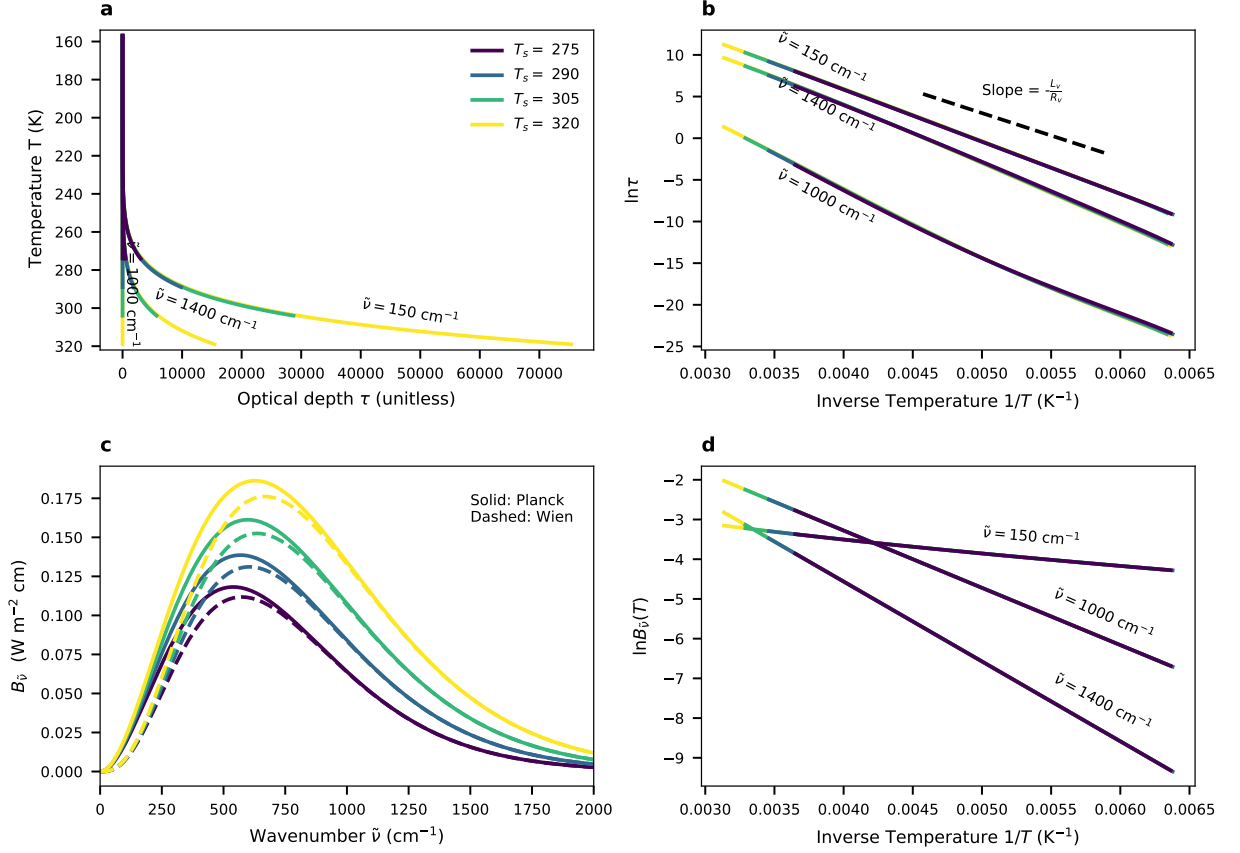 a
160
180
200
220
240
260
280
300
320
Temperature T (K)
T_s = 275
T_s = 290
T_s = 305
T_s = 320
ν̃ = 1000 cm⁻¹
ν̃ = 1400 cm⁻¹
ν̃ = 150 cm⁻¹
0 10000 20000 30000 40000 50000 60000 70000
Optical depth τ (unitless)
b
10
5
0
−5
−10
−15
−20
−25
lnτ
ν̃ = 150 cm⁻¹
ν̃ = 1400 cm⁻¹
ν̃ = 1000 cm⁻¹
Slope = -L_v/R_v
0.0030 0.0035 0.0040 0.0045 0.0050 0.0055 0.0060 0.0065
Inverse Temperature 1/T (K⁻¹)
c
0.175
0.150
0.125
0.100
0.075
0.050
0.025
0.000
B_ν̃ (W m⁻² cm)
Solid: Planck
Dashed: Wien
0 250 500 750 1000 1250 1500 1750 2000
Wavenumber ν̃ (cm⁻¹)
d
−2
−3
−4
−5
−6
−7
−8
−9
lnB_ν̃(T)
ν̃ = 150 cm⁻¹
ν̃ = 1000 cm⁻¹
ν̃ = 1400 cm⁻¹
0.0030 0.0035 0.0040 0.0045 0.0050 0.0055 0.0060 0.0065
Inverse Temperature 1/T (K⁻¹)